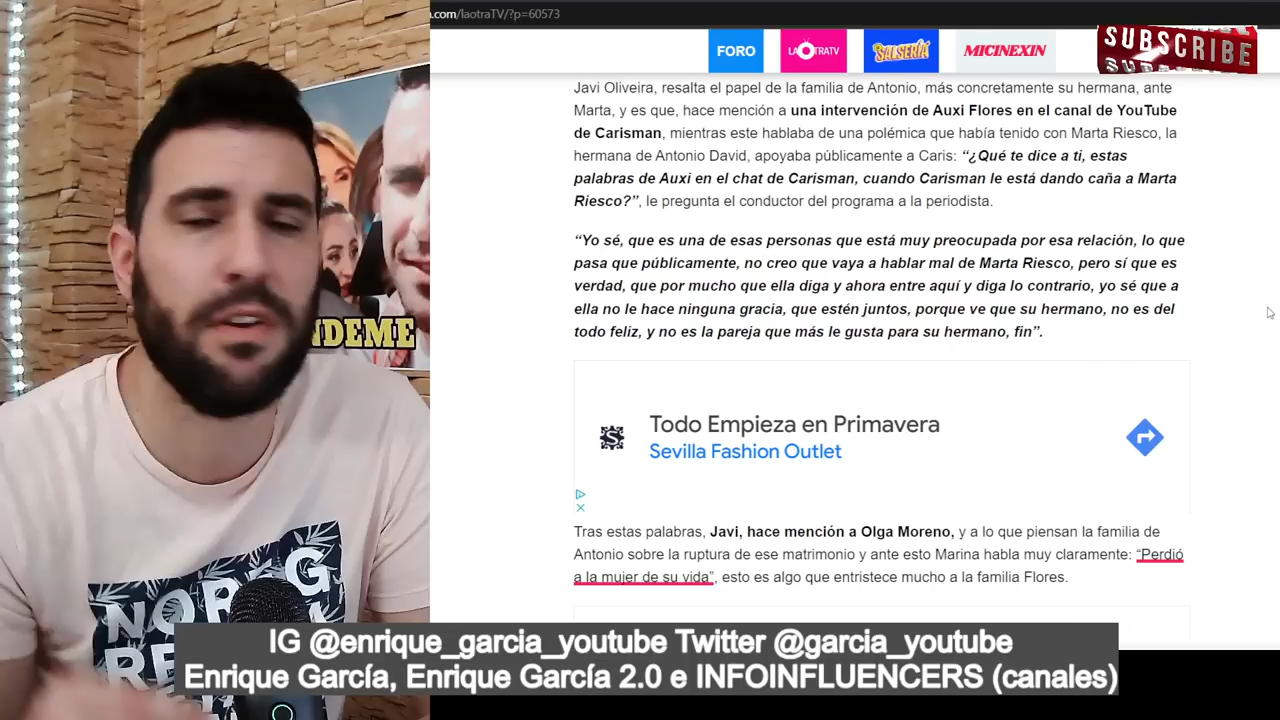 .com/laotraTV/?p=60573
FORO
LAOTRATV
SALSERÍA
MICINEXIN
SUBSCRIBE
Javi Oliveira, resalta el papel de la familia de Antonio, más concretamente su hermana, ante
Marta, y es que, hace mención a una intervención de Auxi Flores en el canal de YouTube
de Carisman, mientras este hablaba de una polémica que había tenido con Marta Riesco, la
hermana de Antonio David, apoyaba públicamente a Caris: “¿Qué te dice a ti, estas
palabras de Auxi en el chat de Carisman, cuando Carisman le está dando caña a Marta
Riesco?”, le pregunta el conductor del programa a la periodista.
“Yo sé, que es una de esas personas que está muy preocupada por esa relación, lo que
pasa que públicamente, no creo que vaya a hablar mal de Marta Riesco, pero sí que es
verdad, que por mucho que ella diga y ahora entre aquí y diga lo contrario, yo sé que a
ella no le hace ninguna gracia, que estén juntos, porque ve que su hermano, no es del
todo feliz, y no es la pareja que más le gusta para su hermano, fin”.
NDEME
Todo Empieza en Primavera
Sevilla Fashion Outlet
Tras estas palabras, Javi, hace mención a Olga Moreno, y a lo que piensan la familia de
Antonio sobre la ruptura de ese matrimonio y ante esto Marina habla muy claramente: “Perdió
a la mujer de su vida”, esto es algo que entristece mucho a la familia Flores.
IG @enrique_garcia_youtube Twitter @garcia_youtube
Enrique García, Enrique García 2.0 e INFOINFLUENCERS (canales)